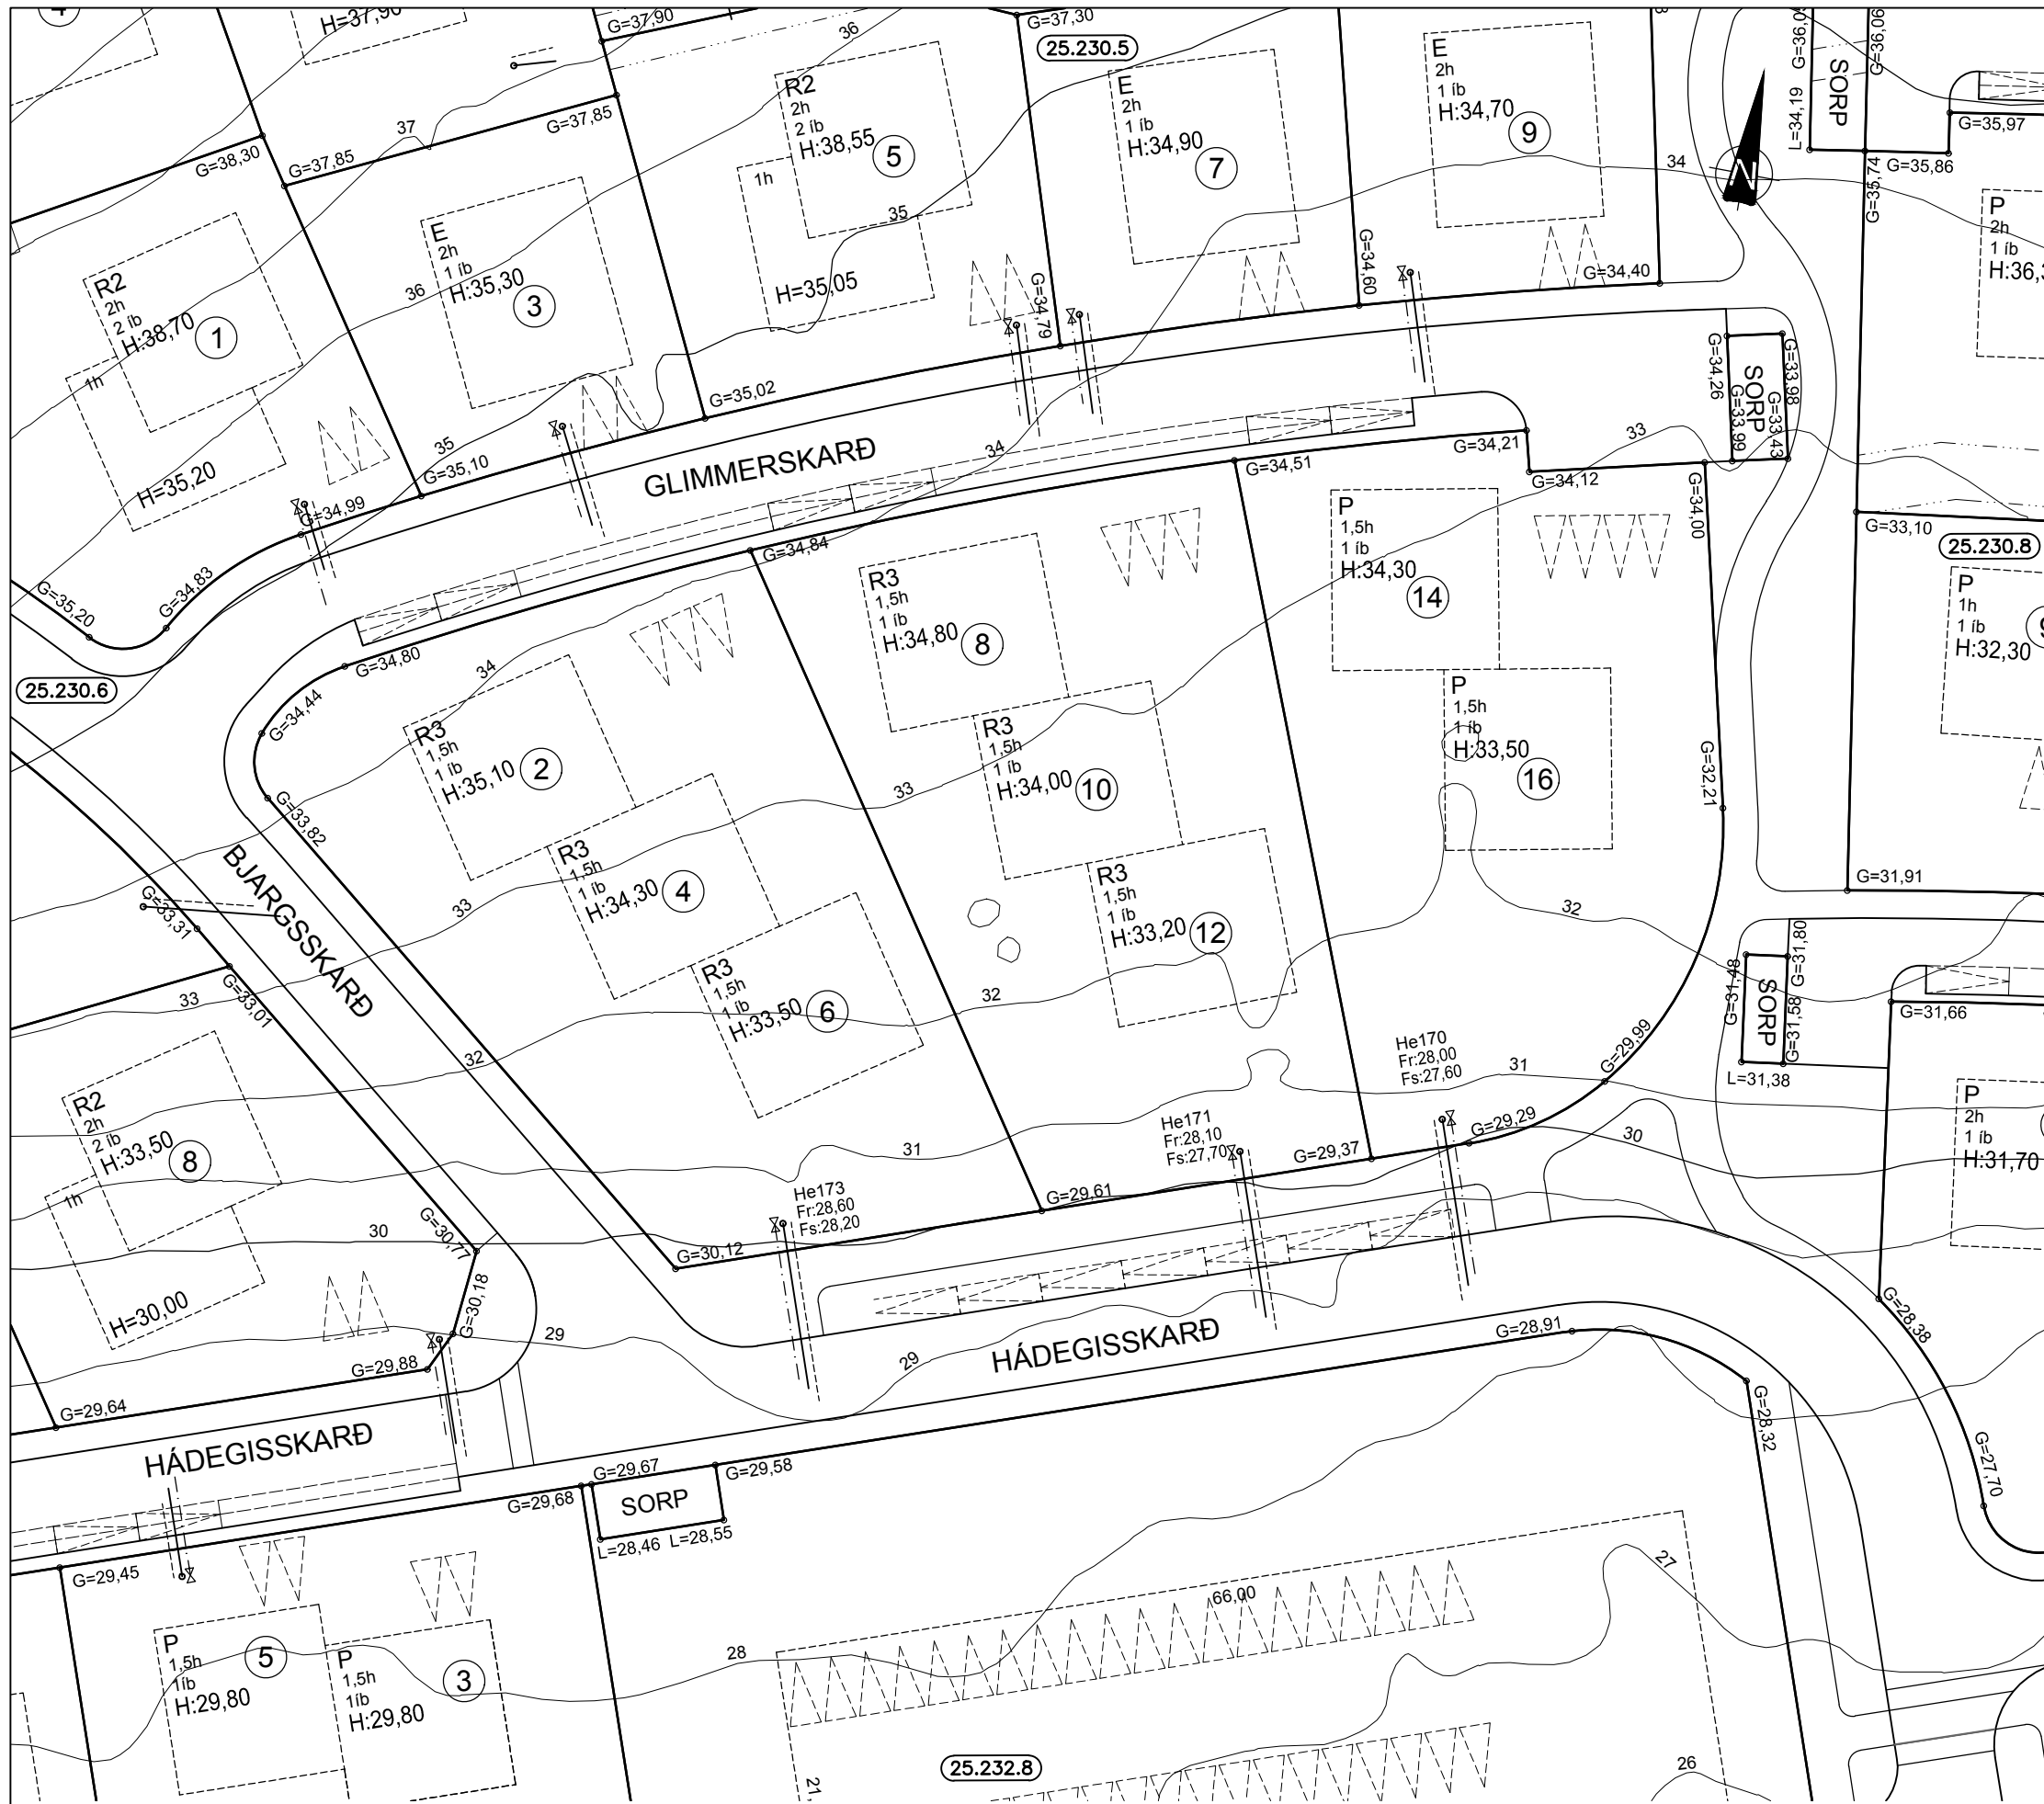 H=37,90
G=37,90
36
G=37,30
25.230.5
G=36,06
SORP
L=34,19
G=35,97
G=35,86
G=35,74
37
G=38,30
G=37,85
G=37,85
R2
2h
2 íb
H:38,55
5
1h
35
H=35,05
E
2h
1 íb
H:34,90
7
E
2h
1 íb
H:34,70
9
34
N
P
2h
1 íb
R2
2h
2 íb
H:38,70
1
1h
H=35,20
E
2h
1 íb
H:35,30
3
36
G=34,79
G=34,60
G=34,40
G=34,26
SORP
G=33,98
G=33,99
G=33,43
G=35,02
35
G=35,10
G=34,99
G=34,83
G=35,20
GLIMMERSKARÐ
34
G=34,51
G=34,21
G=34,12
33
G=34,00
G=33,10
25.230.8
25.230.6
G=34,84
G=34,80
G=34,44
34
G=33,82
R3
1,5h
1 íb
H:34,80
8
P
1,5h
1 íb
H:34,30
14
P
1h
1 íb
H:32,30
R3
1,5h
1 íb
H:35,10
2
R3
1,5h
1 íb
H:34,00
10
P
1,5h
1 íb
H:33,50
16
G=32,21
33
R3
1,5h
1 íb
H:34,30
4
33
R3
1,5h
1 íb
H:33,20
12
32
G=31,91
BJARGSSKARÐ
G=33,31
G=33,01
33
R3
1,5h
1 íb
H:33,50
6
32
32
G=31,48
SORP
G=31,80
G=31,58
L=31,38
G=31,66
R2
2h
2 íb
H:33,50
8
1h
H=30,00
30
31
He170
Fr:28,00
Fs:27,60
31
G=29,99
He171
Fr:28,10
Fs:27,70
G=29,37
G=29,29
30
P
2h
1 íb
H:31,70
He173
Fr:28,60
Fs:28,20
G=29,61
G=30,12
G=30,77
G=30,18
29
G=29,88
29
HÁDEGISSKARÐ
G=28,91
G=28,38
G=28,32
G=27,70
G=29,64
HÁDEGISSKARÐ
G=29,67
G=29,58
G=29,68
SORP
L=28,46
L=28,55
G=29,45
P
1,5h
1íb
H:29,80
5
P
1,5h
1íb
H:29,80
3
28
66,00
27
25.232.8
21
26